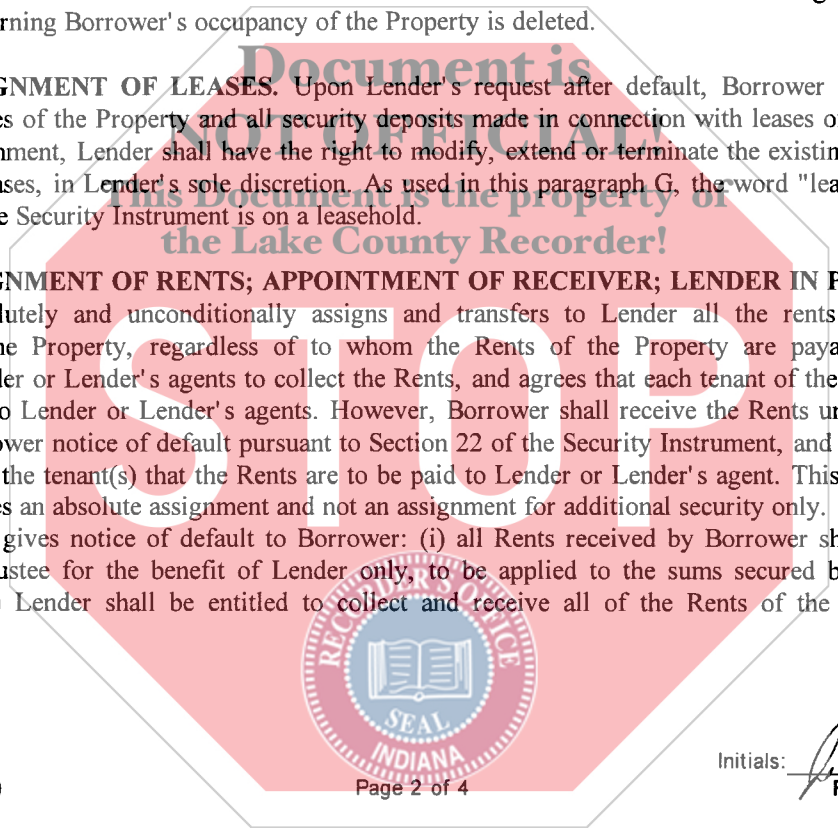 rning Borrower's occupancy of the Property is deleted.
Document is
GNMENT OF LEASES. Upon Lender's request after default, Borrower
es of the Property and all security deposits made in connection with leases o
NOT OFFICIAL!
nment, Lender shall have the right to modify, extend or terminate the existin
ases, in Lender's sole discretion. As used in this paragraph G, the word "lea
This Document is the property of
e Security Instrument is on a leasehold.
the Lake County Recorder!
GNMENT OF RENTS; APPOINTMENT OF RECEIVER; LENDER IN P
lutely and unconditionally assigns and transfers to Lender all the rents
he Property, regardless of to whom the Rents of the Property are paya
STOP
der or Lender's agents to collect the Rents, and agrees that each tenant of the
o Lender or Lender's agents. However, Borrower shall receive the Rents un
ower notice of default pursuant to Section 22 of the Security Instrument, and
the tenant(s) that the Rents are to be paid to Lender or Lender's agent. This
es an absolute assignment and not an assignment for additional security only.
gives notice of default to Borrower: (i) all Rents received by Borrower sh
ustee for the benefit of Lender only, to be applied to the sums secured b
Lender shall be entitled to collect and receive all of the Rents of the
RECORDER'S OFFICE
SEAL
INDIANA
Initials:
Page 2 of 4